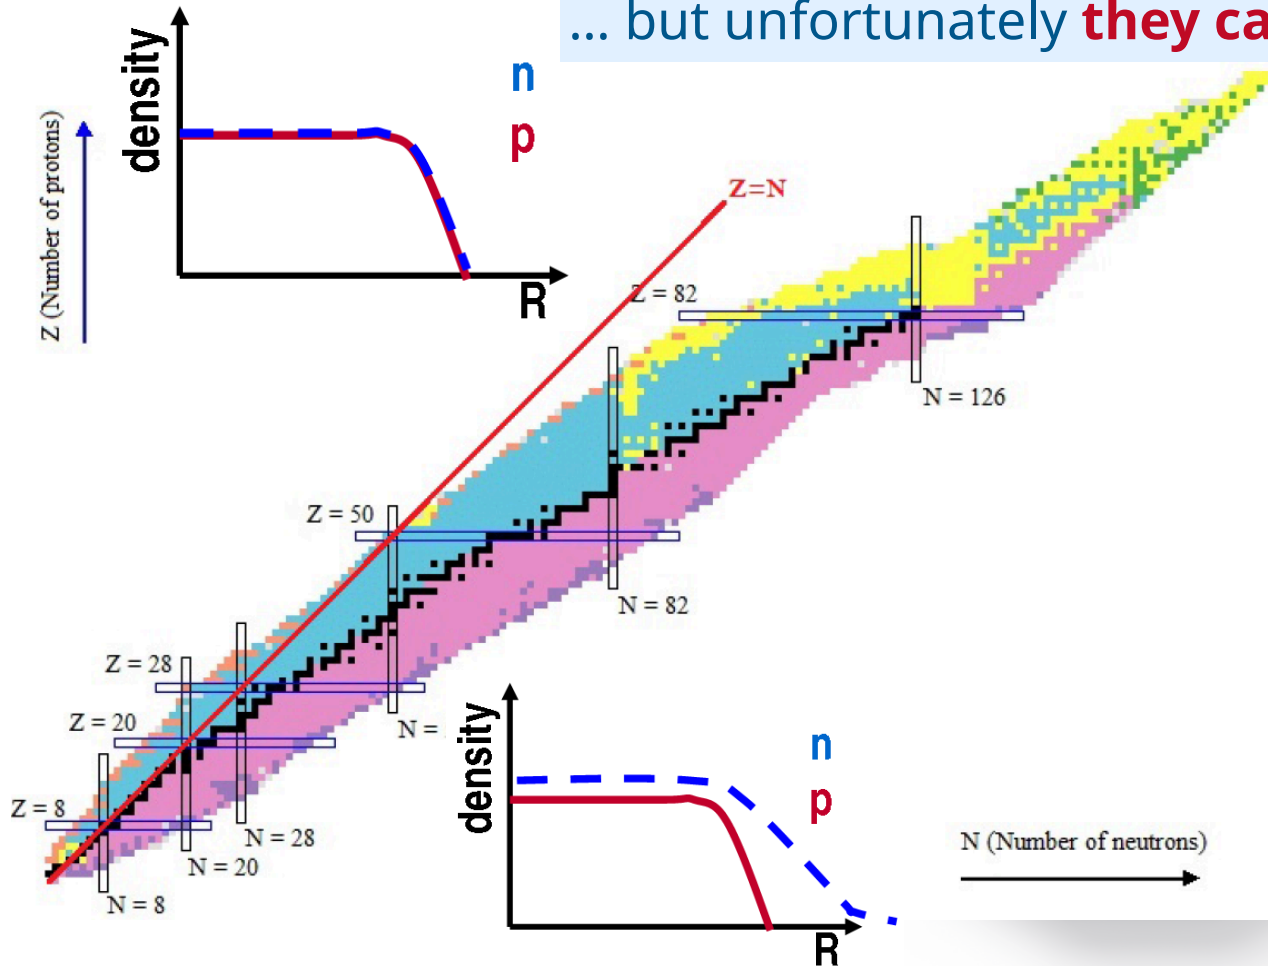 ... but unfortunately they ca
density
n
p
R
Z (Number of protons)
Z=N
Z = 82
N = 126
Z = 50
N = 82
Z = 28
N =
Z = 20
N = 28
Z = 8
N = 20
N = 8
density
n
p
R
N (Number of neutrons)